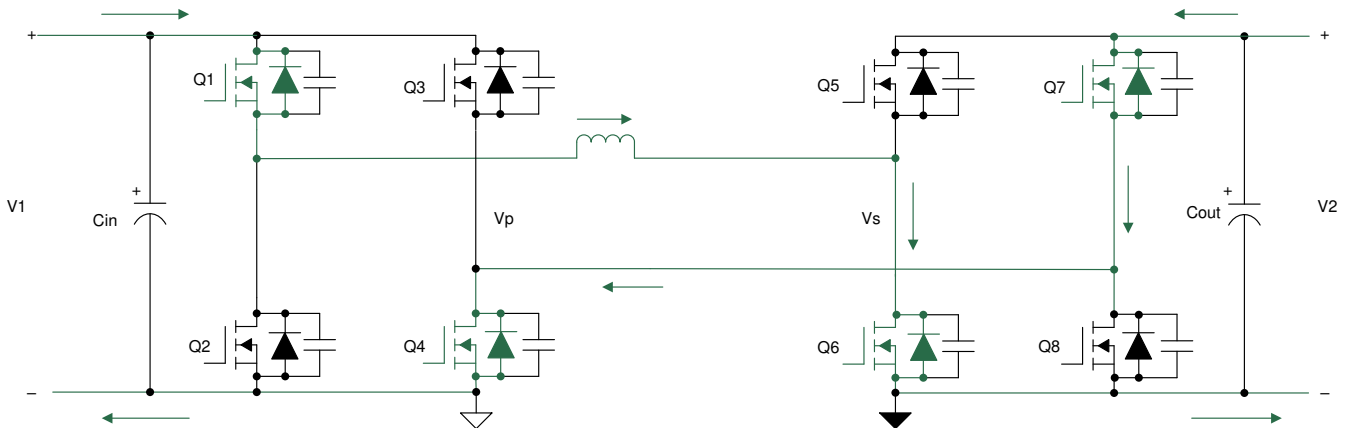 +
+
Q1
Q3
Q5
Q7
+
+
V1
Cin
Vp
Vs
Cout
V2
Q2
Q4
Q6
Q8
–
–